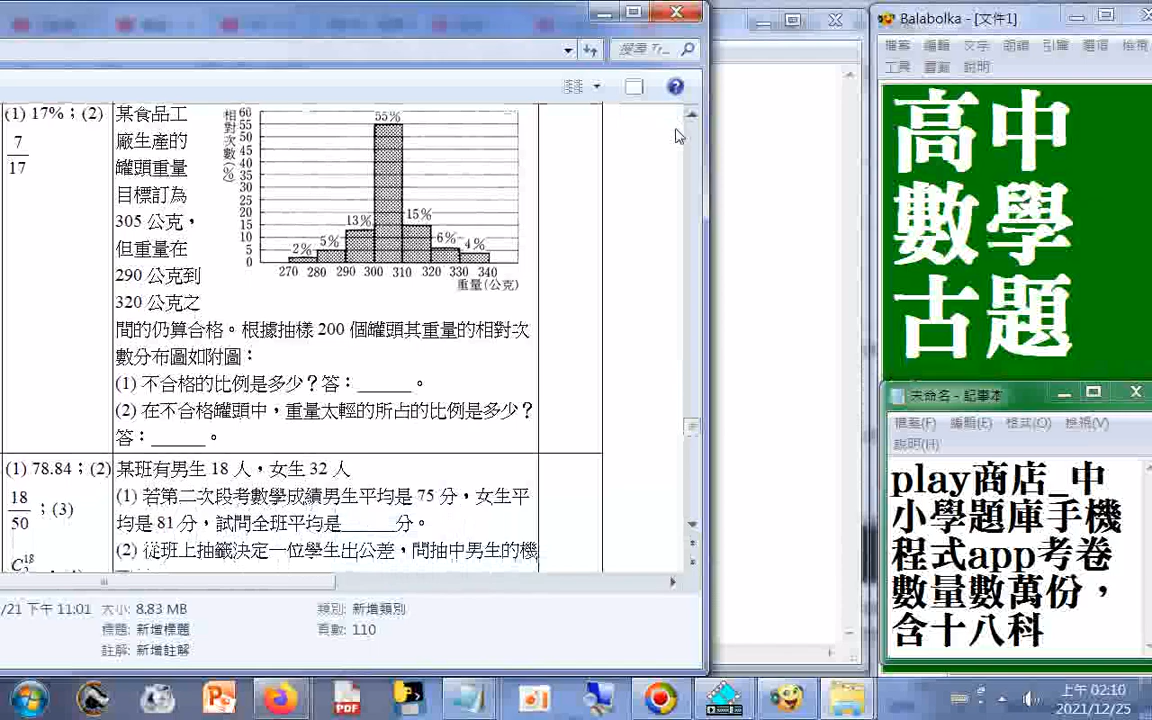 搜尋
Balabolka - [文件1]
檔案 編輯 文字 朗讀 引擎 選項 檢視
工具 書籤 說明
(1) 17%；(2)
7
17
某食品工
廠生產的
罐頭重量
目標訂為
305 公克，
但重量在
290 公克到
320 公克之
間的仍算合格。根據抽樣 200 個罐頭其重量的相對次
數分布圖如附圖：
(1) 不合格的比例是多少？答：______。
(2) 在不合格罐頭中，重量太輕的所占的比例是多少？
答：______。
相對次數(%)
60
55
50
45
40
35
30
25
20
15
10
5
0
2% 5% 13% 55% 15% 6% 4%
270 280 290 300 310 320 330 340
重量(公克)
(1) 78.84；(2)
18
50
；(3)
某班有男生 18 人，女生 32 人
(1) 若第二次段考數學成績男生平均是 75 分，女生平
均是 81 分，試問全班平均是______分。
(2) 從班上抽籤決定一位學生出公差，問抽中男生的機
/21 下午 11:01 大小: 8.83 MB 類別: 新增類別
標題: 新增標題 頁數: 110
註解: 新增註解
高中
數學
古題
未命名 - 記事本
檔案(F) 編輯(E) 格式(O) 檢視(V)
說明(H)
play商店_中
小學題庫手機
程式app考卷
數量數萬份，
含十八科
PDF
上午 02:10
2021/12/25